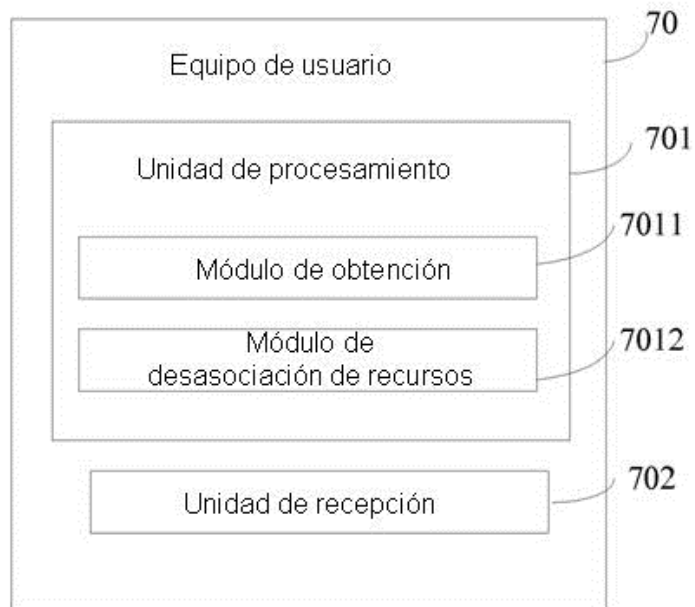 70
Equipo de usuario
701
Unidad de procesamiento
7011
Módulo de obtención
7012
Módulo de
desasociación de recursos
702
Unidad de recepción